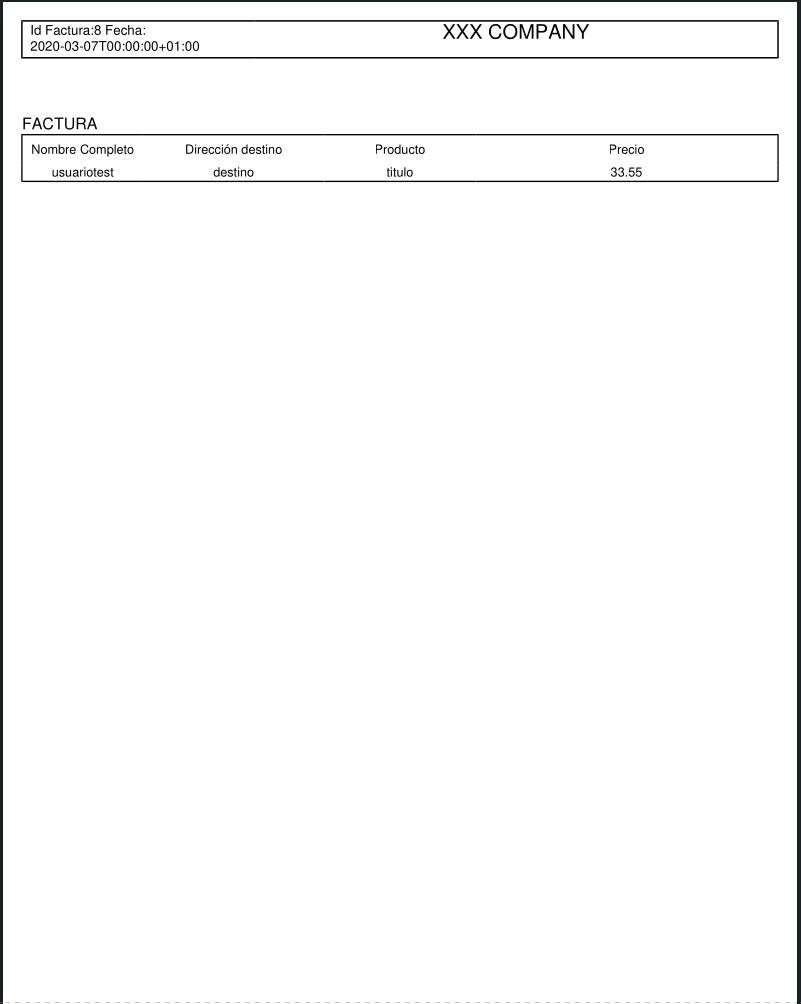 Id Factura:8 Fecha:
2020-03-07T00:00:00+01:00
XXX COMPANY
FACTURA
Nombre Completo Dirección destino Producto Precio
usuariotest destino titulo 33.55